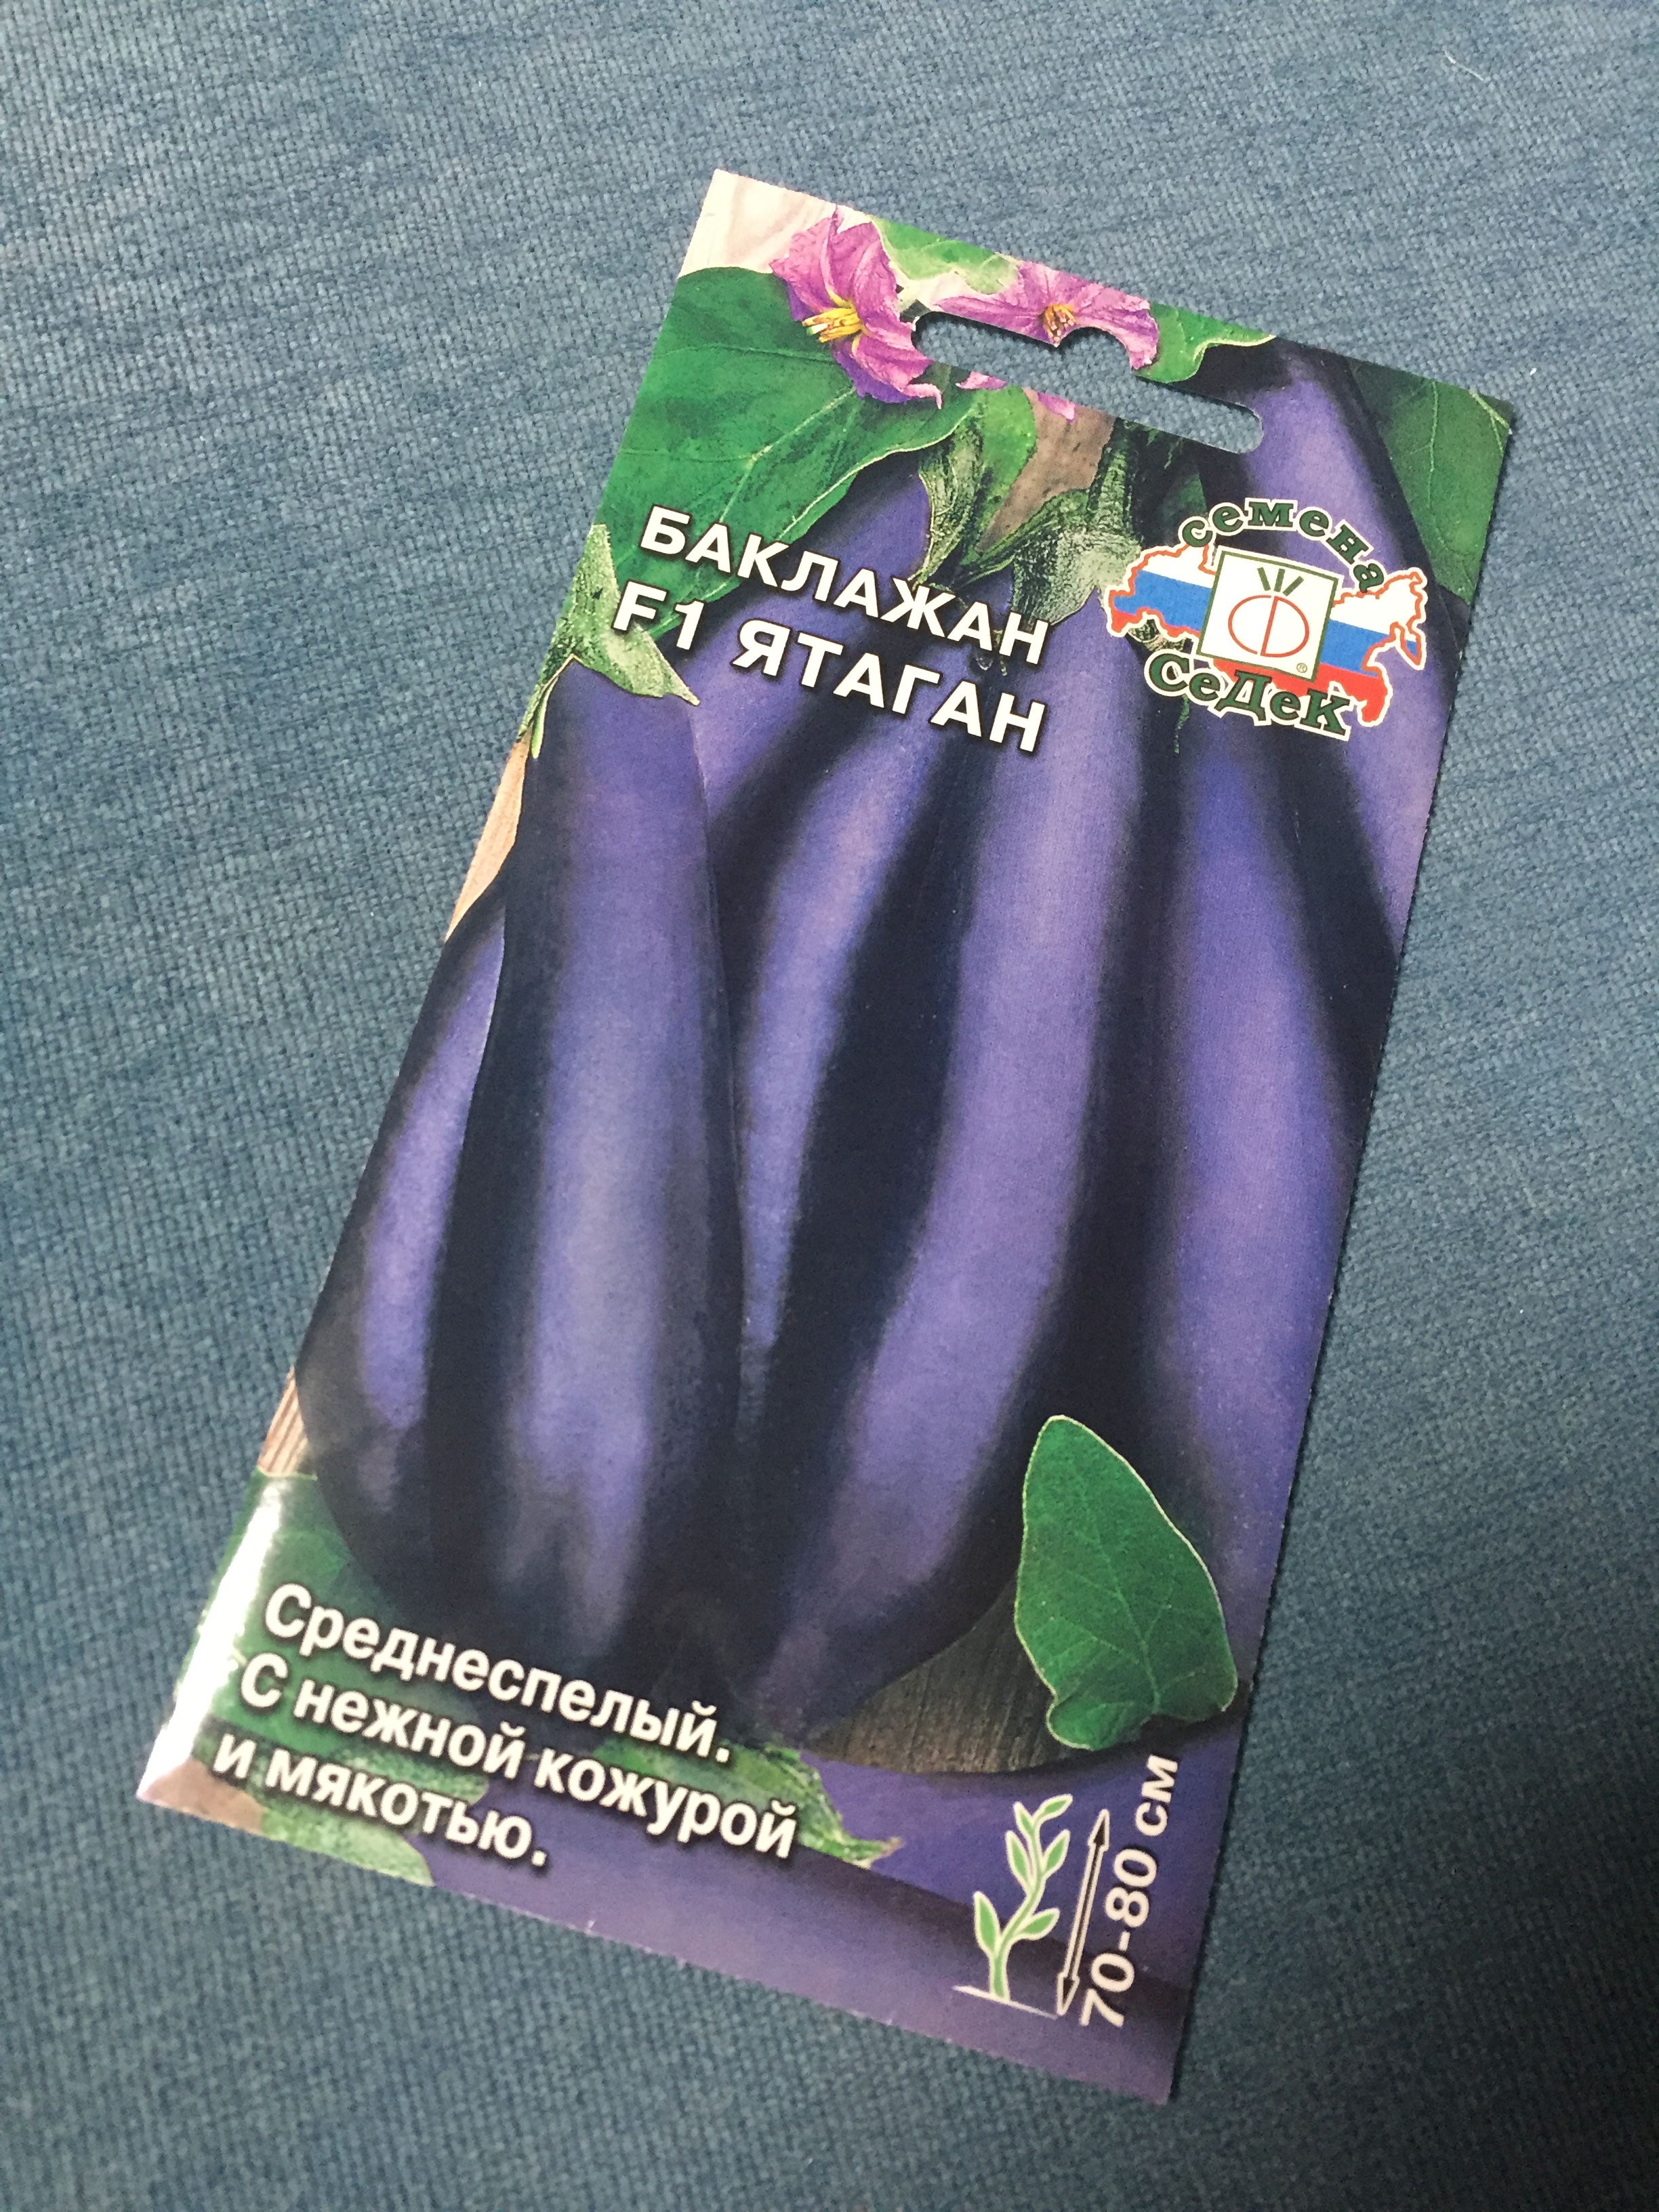 БАКЛАЖАН
F1 ЯТАГАН
семена
СеДеК
®
Среднеспелый.
С нежной кожурой
и мякотью.
70-80 см